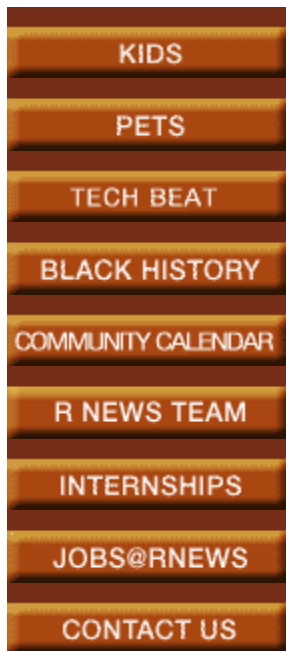 KIDS
PETS
TECH BEAT
BLACK HISTORY
COMMUNITY CALENDAR
R NEWS TEAM
INTERNSHIPS
JOBS@RNEWS
CONTACT US